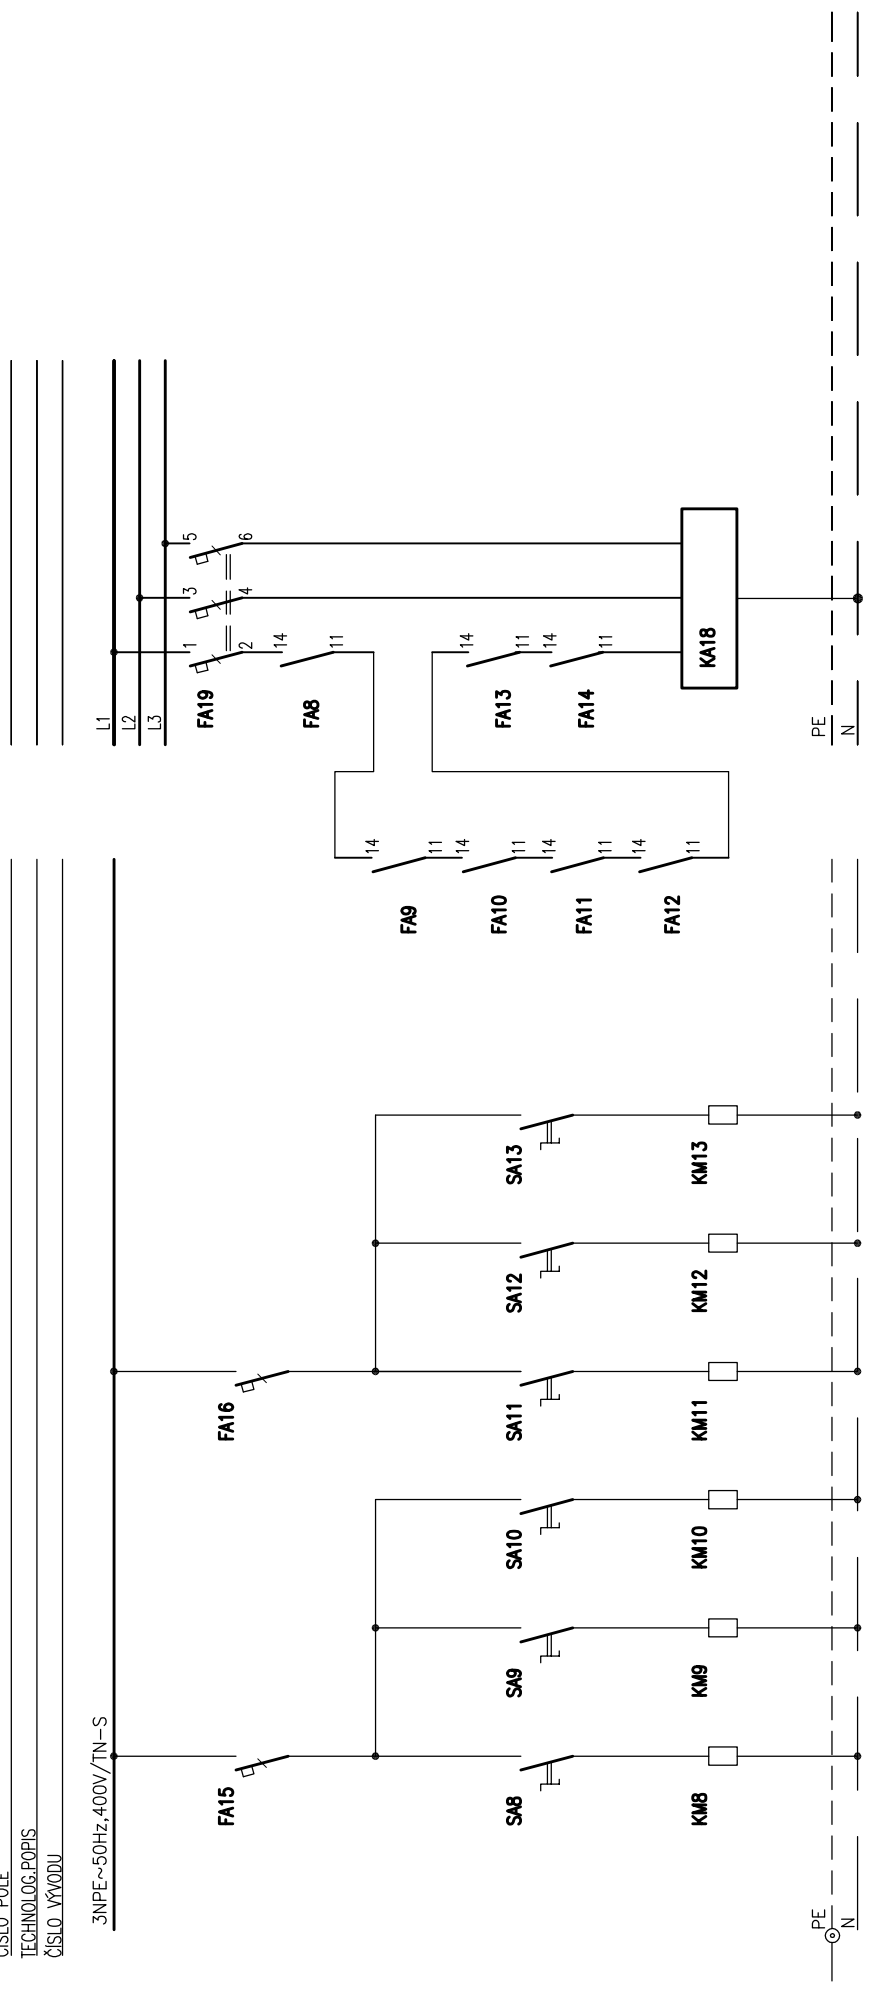 ČÍSLO POLE
TECHNOLOG.POPIS
ČÍSLO VÝVODU
3NPE~50Hz,400V/TN-S
L1
L2
L3
FA15
FA16
FA19
1
2
3
4
5
6
FA8
14
11
FA9
14
11
FA10
14
11
FA11
14
11
FA12
14
11
FA13
14
11
FA14
14
11
SA8
SA9
SA10
SA11
SA12
SA13
KM8
KM9
KM10
KM11
KM12
KM13
KA18
PE
N
PE
N